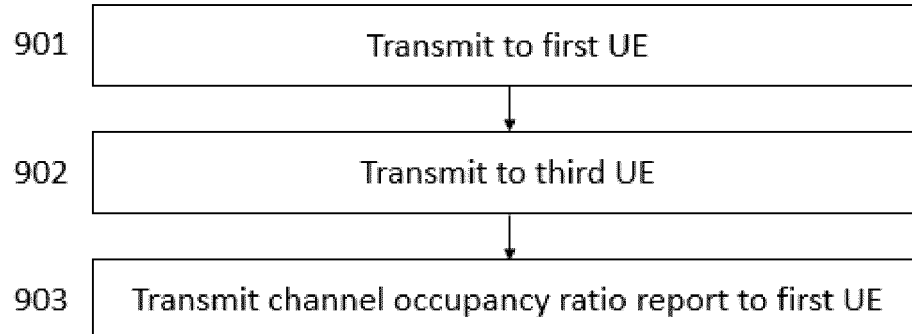 901 Transmit to first UE
902 Transmit to third UE
903 Transmit channel occupancy ratio report to first UE